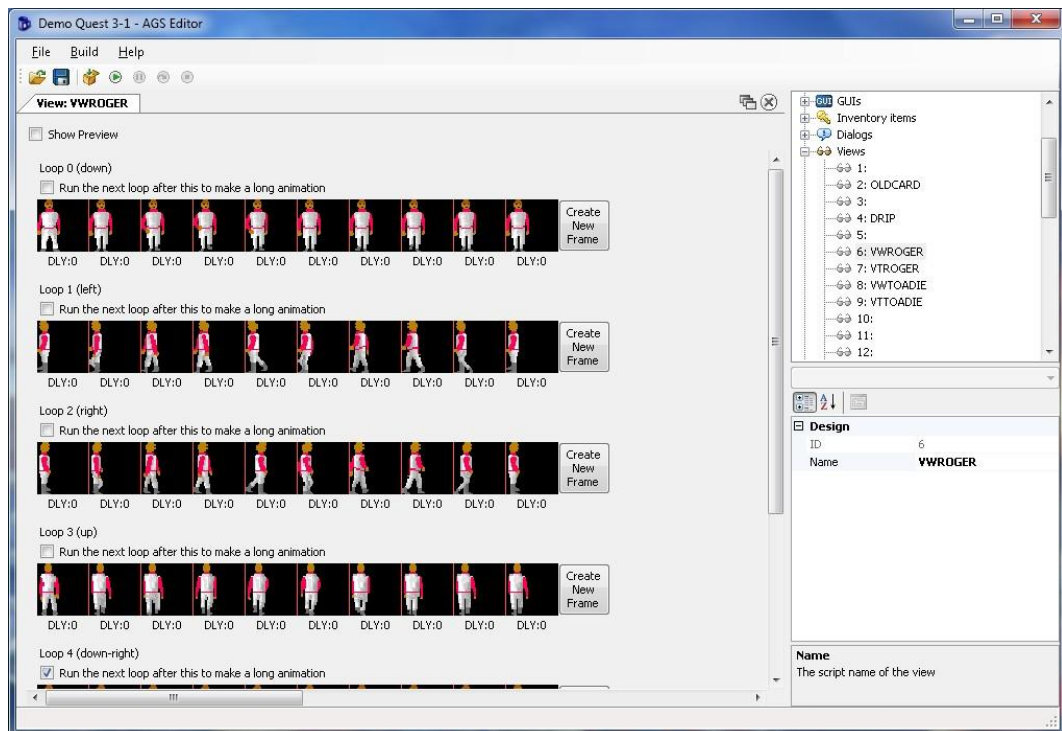 Demo Quest 3-1 - AGS Editor
File Build Help
View: VWROGER
Show Preview
Loop 0 (down)
Run the next loop after this to make a long animation
Create
New
Frame
DLY:0 DLY:0 DLY:0 DLY:0 DLY:0 DLY:0 DLY:0 DLY:0 DLY:0 DLY:0
Loop 1 (left)
Run the next loop after this to make a long animation
Create
New
Frame
DLY:0 DLY:0 DLY:0 DLY:0 DLY:0 DLY:0 DLY:0 DLY:0 DLY:0 DLY:0
Loop 2 (right)
Run the next loop after this to make a long animation
Create
New
Frame
DLY:0 DLY:0 DLY:0 DLY:0 DLY:0 DLY:0 DLY:0 DLY:0 DLY:0 DLY:0
Loop 3 (up)
Run the next loop after this to make a long animation
Create
New
Frame
DLY:0 DLY:0 DLY:0 DLY:0 DLY:0 DLY:0 DLY:0 DLY:0 DLY:0 DLY:0
Loop 4 (down-right)
Run the next loop after this to make a long animation
GUI GUIs
Inventory items
Dialogs
Views
1:
2: OLDCARD
3:
4: DRIP
5:
6: VWROGER
7: VTROGER
8: VWTOADIE
9: VTTOADIE
10:
11:
12:
Design
ID 6
Name VWROGER
Name
The script name of the view